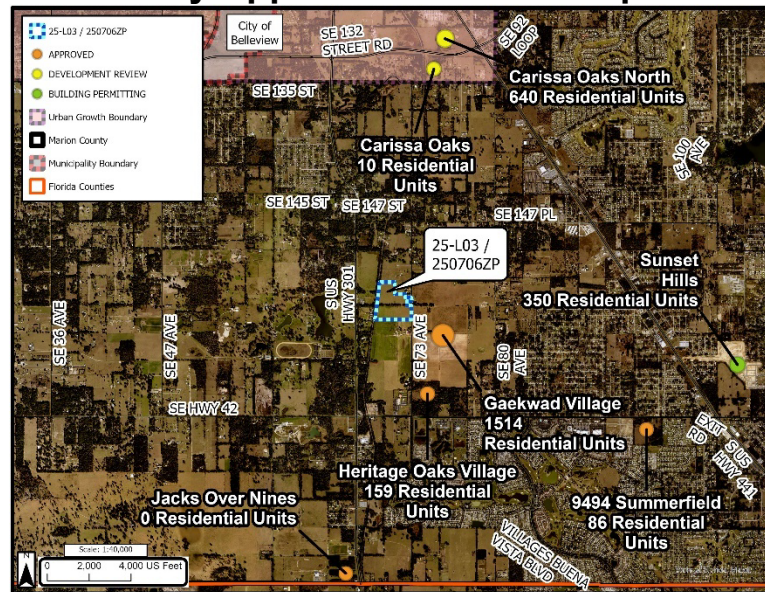 25-L03 / 250706ZP
APPROVED
DEVELOPMENT REVIEW
BUILDING PERMITTING
Urban Growth Boundary
Marion County
Municipality Boundary
Florida Counties
City of
Belleview
SE 132
STREET RD
SE 92
LOOP
SE 135 ST
Carissa Oaks North
640 Residential Units
Carissa Oaks
10 Residential
Units
SE 100
AVE
SE 145 ST
SE 147 ST
SE 147 PL
25-L03 /
250706ZP
Sunset
Hills
350 Residential Units
S US
HWY 301
SE 36 AVE
SE 47 AVE
SE 73 AVE
SE 80
AVE
SE HWY 42
Gaekwad Village
1514
Residential Units
EXIT S US
RD HWY 441
Heritage Oaks Village
159 Residential
Units
Jacks Over Nines
0 Residential Units
9494 Summerfield
86 Residential
Units
VILLAGES BUENA
VISTA BLVD
N
Scale: 1:40,000
0 2,000 4,000 US Feet